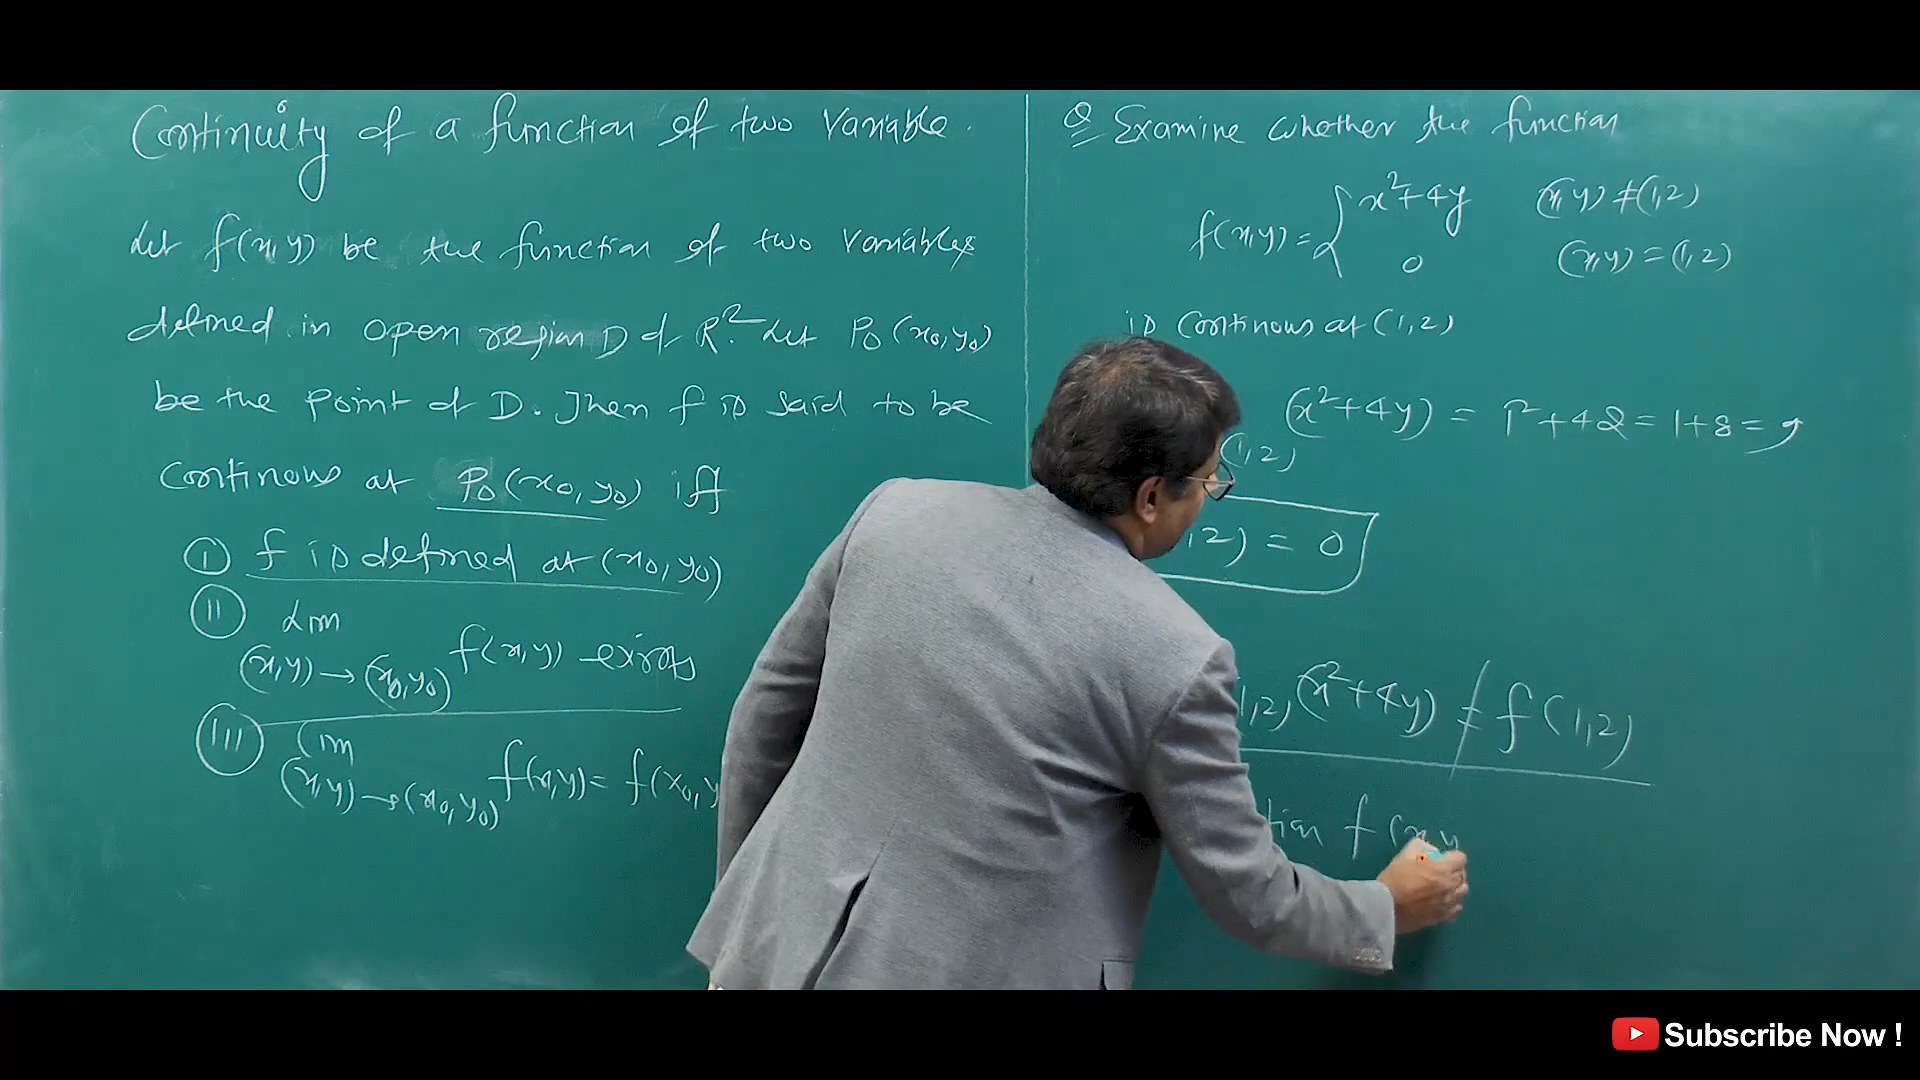 Continuity of a function of two variable.
Let f(x,y) be the function of two variables
defined in open region D of R². Let P₀(x₀,y₀)
be the point of D. Then f is said to be
continous at P₀(x₀,y₀) iff
(I) f is defined at (x₀,y₀)
(II) Lim
(x,y)→(x₀,y₀) f(x,y) exists
(III) Lim
(x,y)→(x₀,y₀) f(x,y) = f(x₀,y
Q Examine whether the function
f(x,y) = { x²+4y (x,y)≠(1,2)
0 (x,y)=(1,2)
is continous at (1,2)
(x²+4y) = 1²+4.2 = 1+8 = 9
(1,2)
,2) = 0
1,2) (x²+4y) ≠ f(1,2)
tion f(x,y
Subscribe Now !